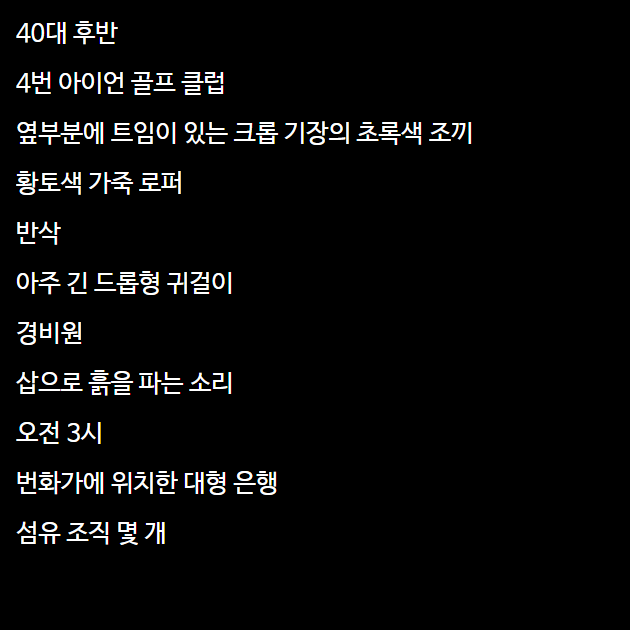 40대 후반
4번 아이언 골프 클럽
옆부분에 트임이 있는 크롭 기장의 초록색 조끼
황토색 가죽 로퍼
반삭
아주 긴 드롭형 귀걸이
경비원
삽으로 흙을 파는 소리
오전 3시
번화가에 위치한 대형 은행
섬유 조직 몇 개